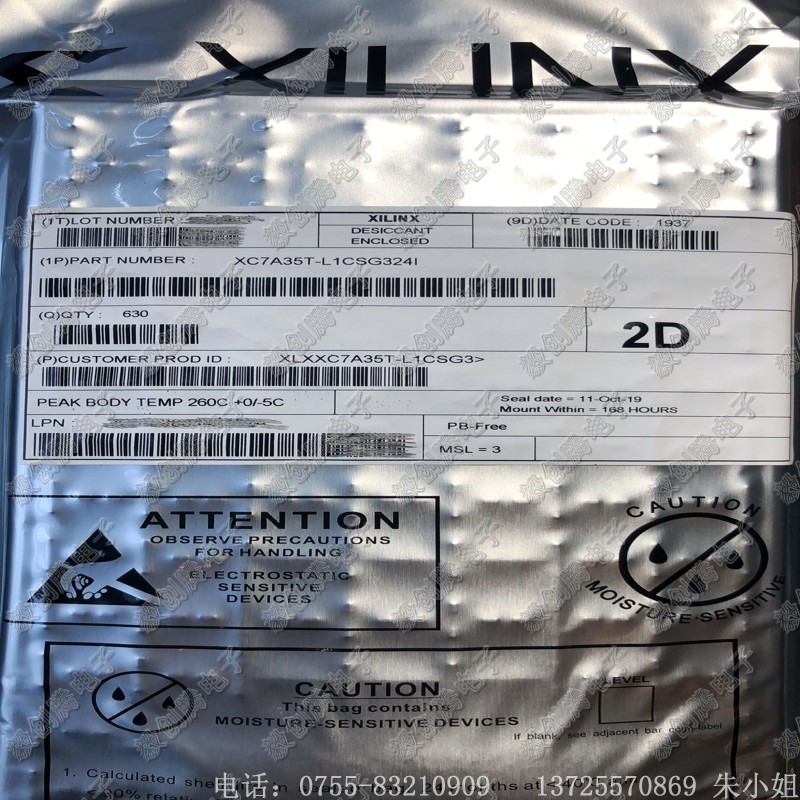 XILINX
(1T)LOT NUMBER :
XILINX
DESICCANT
ENCLOSED
(9D)DATE CODE : 1937
(1P)PART NUMBER : XC7A35T-L1CSG324I
(Q)QTY : 630
2D
(P)CUSTOMER PROD ID : XLXXC7A35T-L1CSG3>
PEAK BODY TEMP 260C +0/-5C
Seal date = 11-Oct-19
Mount Within = 168 HOURS
LPN :
PB-Free
MSL = 3
ATTENTION
OBSERVE PRECAUTIONS
FOR HANDLING
ELECTROSTATIC
SENSITIVE
DEVICES
CAUTION
MOISTURE-SENSITIVE
CAUTION
This bag contains
MOISTURE-SENSITIVE DEVICES
LEVEL
If blank, see adjacent bar code label
1. Calculated
电话：0755-83210909 13725570869 朱小姐